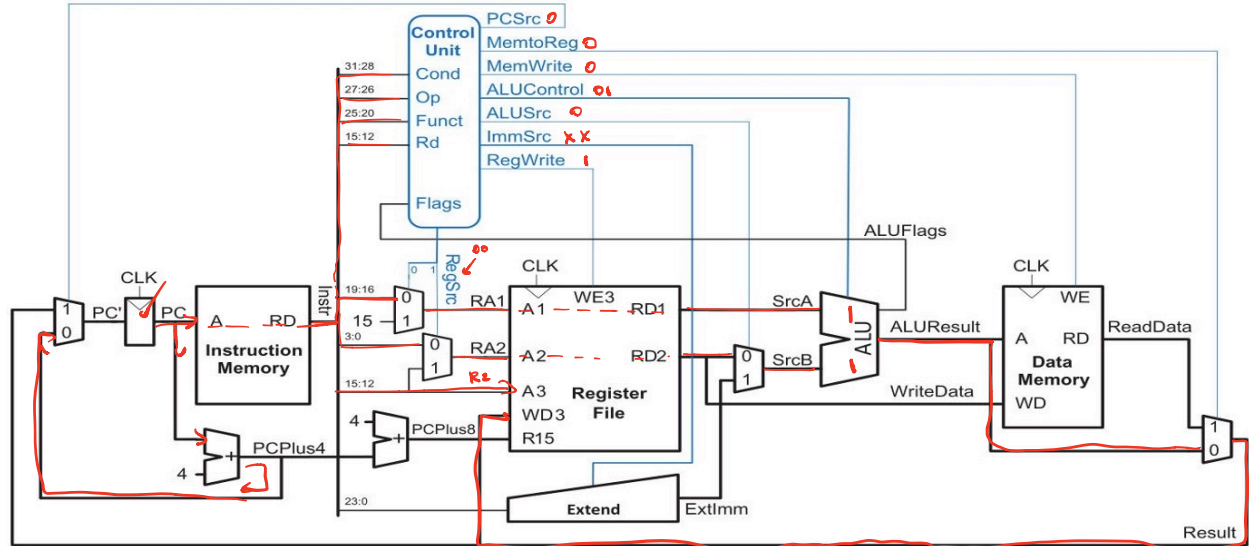 PCSrc 0
Control Unit
MemtoReg 0
MemWrite 0
31:28
Cond
27:26
Op
ALUControl 01
25:20
Funct
ALUSrc 0
15:12
Rd
ImmSrc XX
RegWrite 1
Flags
ALUFlags
0 1
RegSrc
00
CLK
CLK
CLK
Instr
19:16
0
RA1
A1
WE3
RD1
SrcA
WE
1
0
PC'
PC
A
RD
Instruction Memory
15
1
3:0
0
RA2
A2
RD2
0
1
SrcB
ALU
ALUResult
A
RD
ReadData
Data Memory
1
R2
15:12
A3
Register File
WriteData
WD
WD3
4
+
PCPlus8
R15
1
0
+
PCPlus4
4
23:0
Extend
ExtImm
Result